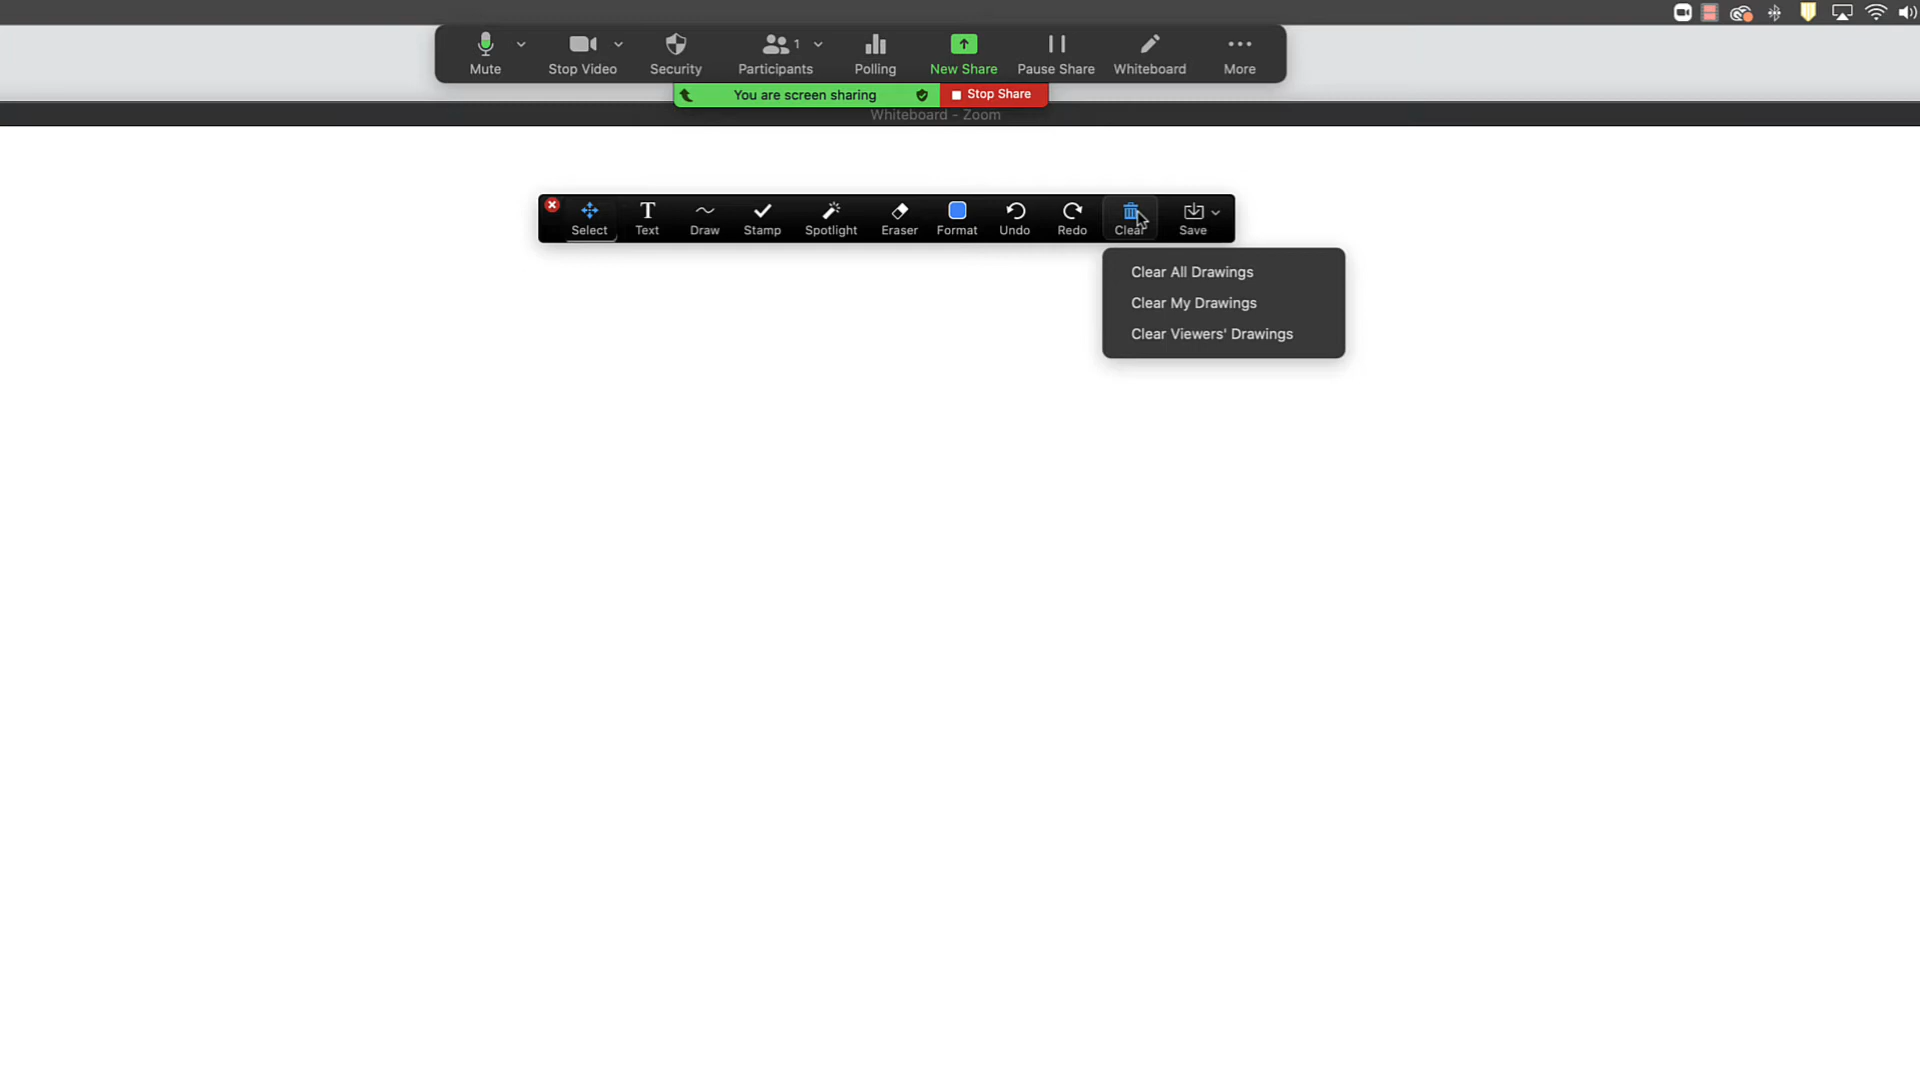 Mute Stop Video Security Participants 1 Polling New Share Pause Share Whiteboard More
You are screen sharing Stop Share
Whiteboard - Zoom
Select Text Draw Stamp Spotlight Eraser Format Undo Redo Clear Save
Clear All Drawings
Clear My Drawings
Clear Viewers' Drawings